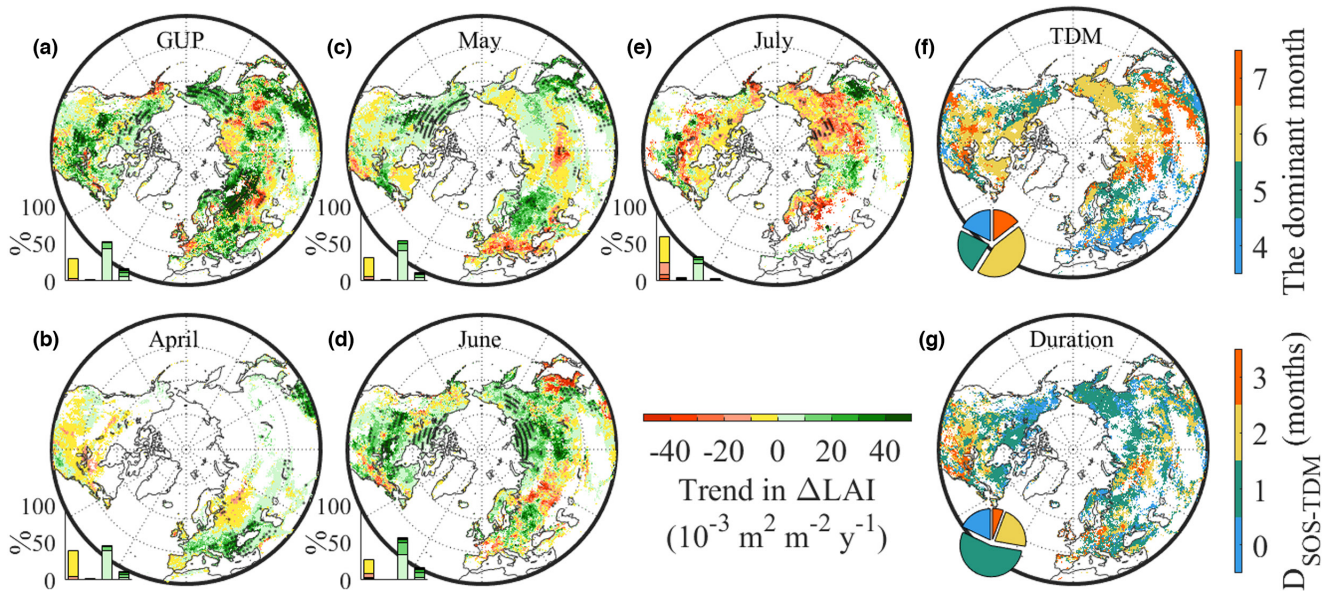 (a)
GUP
100
50
0
%
(c)
May
100
50
0
%
(e)
July
100
50
0
%
(f)
TDM
7
6
5
4
The dominant month
(b)
April
100
50
0
%
(d)
June
100
50
0
%
-40 -20 0 20 40
Trend in ΔLAI
(10⁻³ m² m⁻² y⁻¹)
(g)
Duration
3
2
1
0
D_SOS-TDM (months)